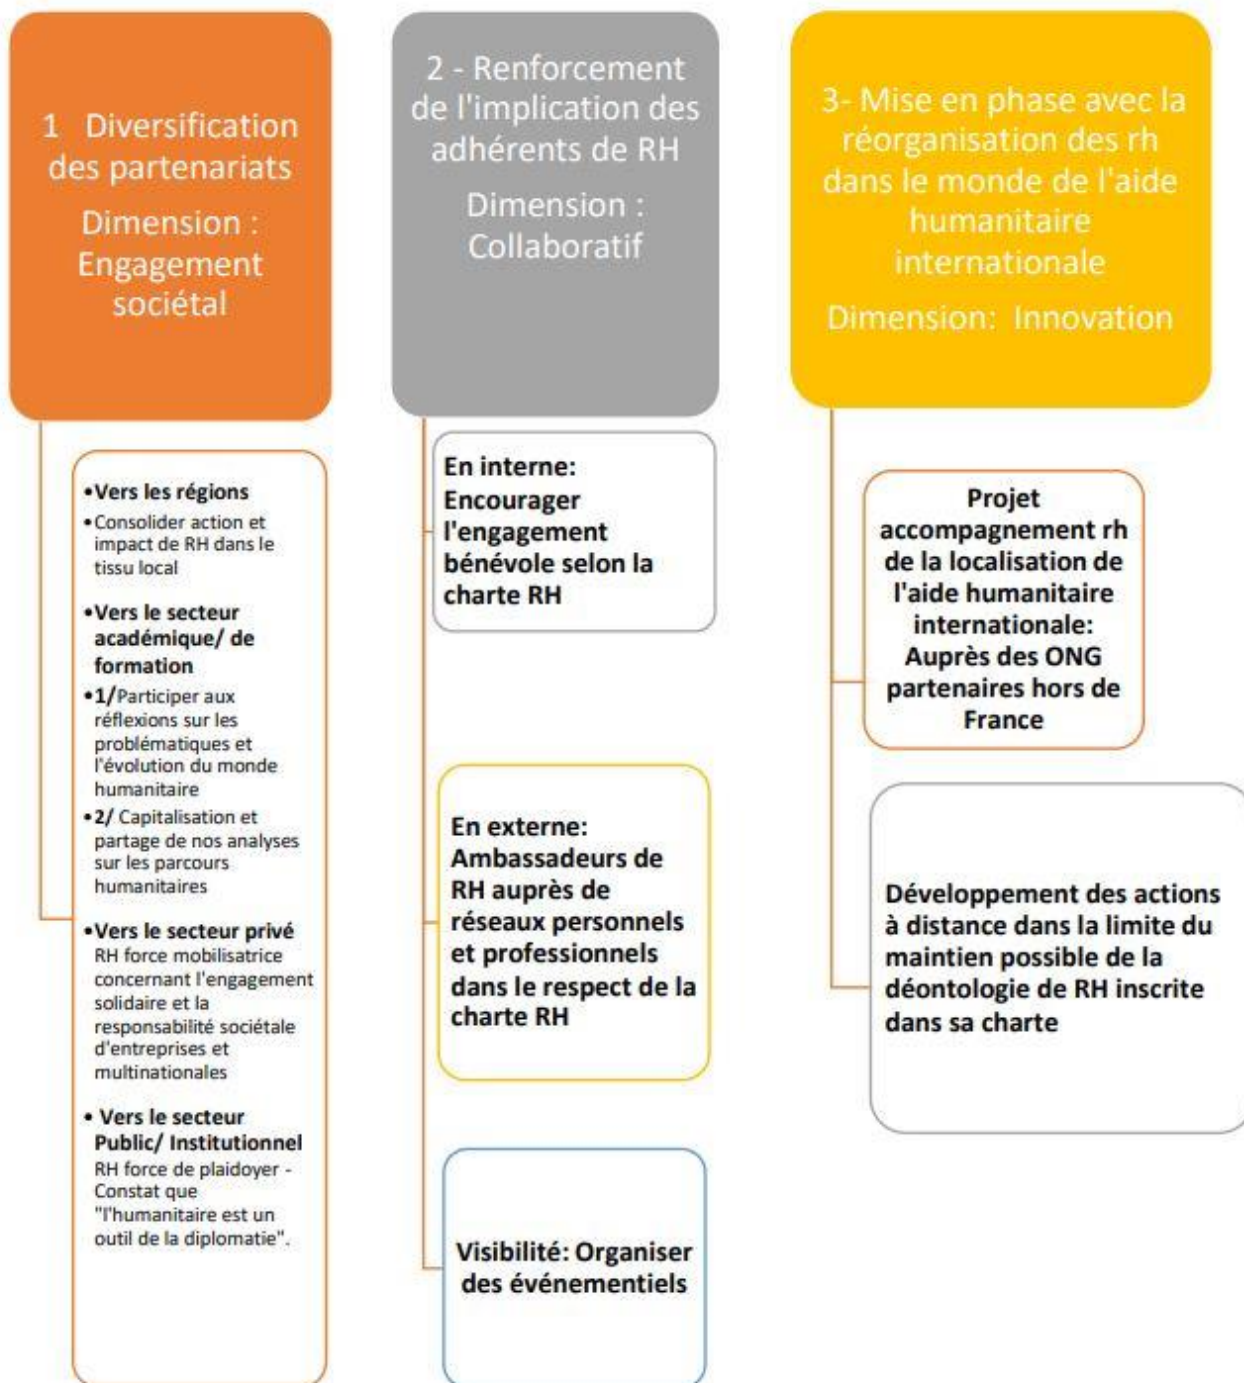 1 Diversification
des partenariats
Dimension :
Engagement
sociétal
•Vers les régions
•Consolider action et
impact de RH dans le
tissu local
•Vers le secteur
académique/ de
formation
•1/Participer aux
réflexions sur les
problématiques et
l'évolution du monde
humanitaire
•2/ Capitalisation et
partage de nos analyses
sur les parcours
humanitaires
•Vers le secteur privé
RH force mobilisatrice
concernant l'engagement
solidaire et la
responsabilité sociétale
d'entreprises et
multinationales
• Vers le secteur
Public/ Institutionnel
RH force de plaidoyer -
Constat que
"l'humanitaire est un
outil de la diplomatie".
2 - Renforcement
de l'implication des
adhérents de RH
Dimension :
Collaboratif
En interne:
Encourager
l'engagement
bénévole selon la
charte RH
En externe:
Ambassadeurs de
RH auprès de
réseaux personnels
et professionnels
dans le respect de la
charte RH
Visibilité: Organiser
des événementiels
3- Mise en phase avec la
réorganisation des rh
dans le monde de l'aide
humanitaire
internationale
Dimension: Innovation
Projet
accompagnement rh
de la localisation de
l'aide humanitaire
internationale:
Auprès des ONG
partenaires hors de
France
Développement des actions
à distance dans la limite du
maintien possible de la
déontologie de RH inscrite
dans sa charte